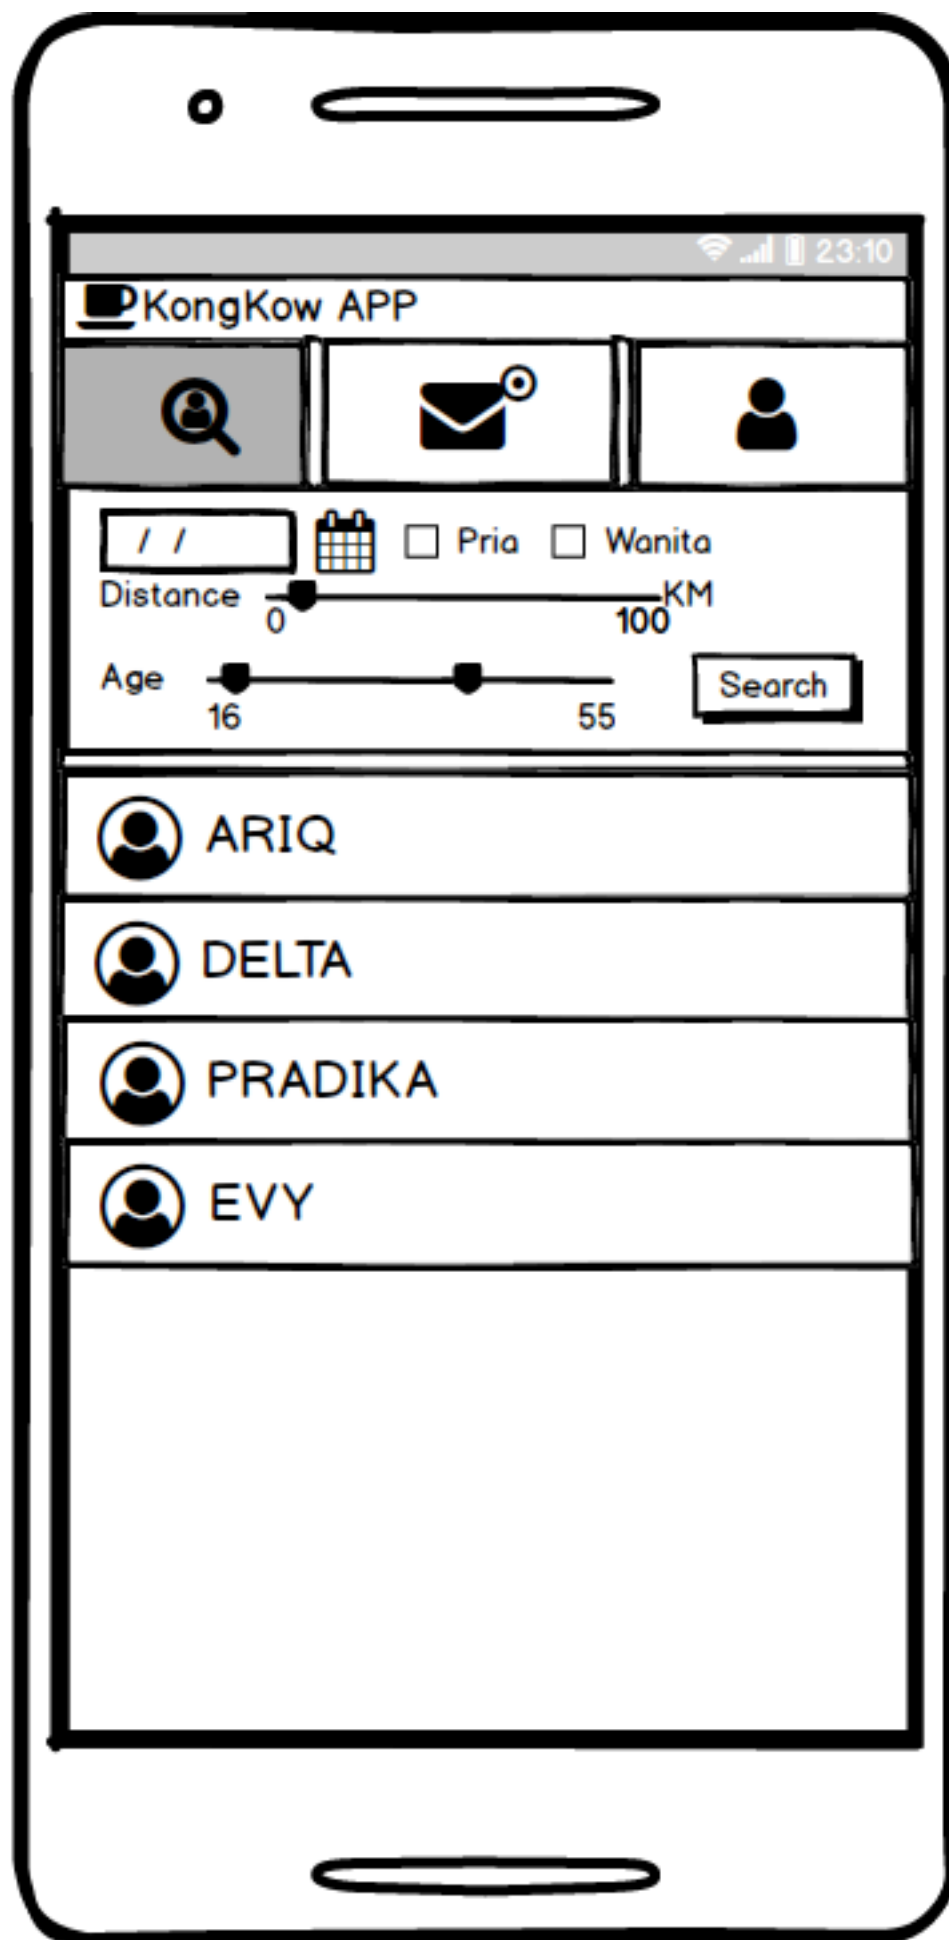 23:10
KongKow APP
/ / Pria Wanita
Distance KM
0 100
Age Search
16 55
ARIQ
DELTA
PRADIKA
EVY